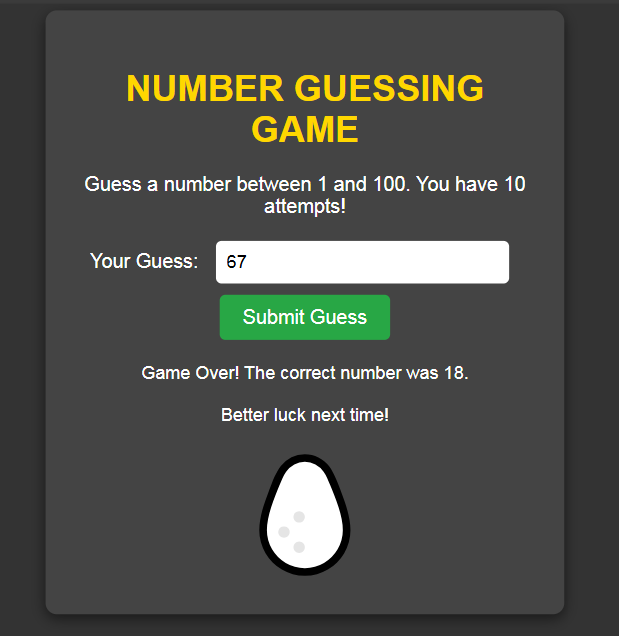 NUMBER GUESSING
GAME
Guess a number between 1 and 100. You have 10
attempts!
Your Guess: 67
Submit Guess
Game Over! The correct number was 18.
Better luck next time!